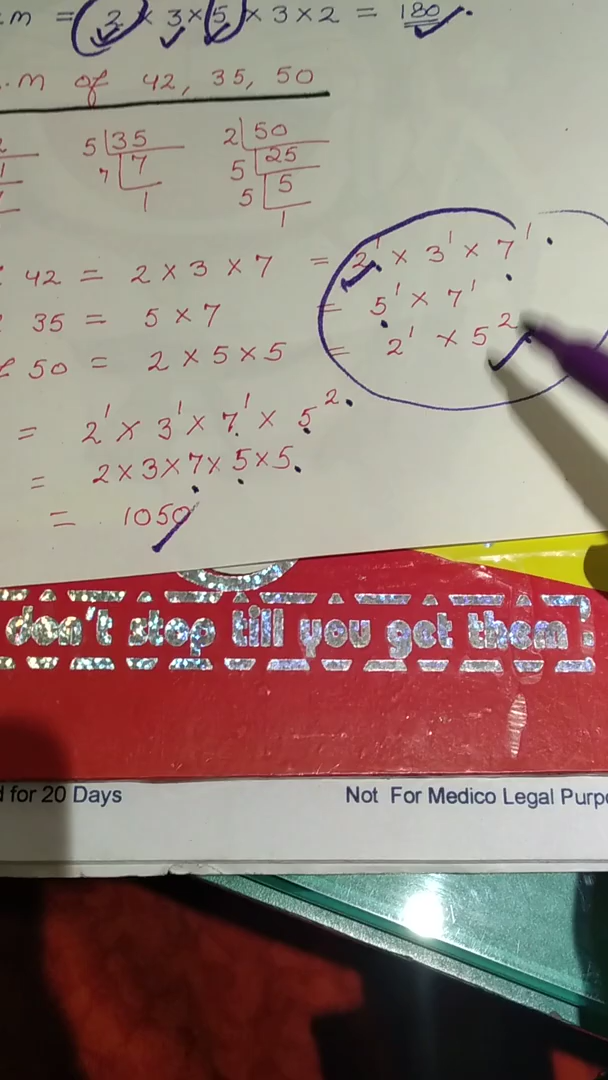 .m = 2 × 3 × 5 × 3 × 2 = 180.
.m of 42, 35, 50
5 35 2 50
7 7 5 25
1 5 5
1
42 = 2 × 3 × 7 = 2¹ × 3¹ × 7¹.
35 = 5 × 7 = 5¹ × 7¹
f 50 = 2 × 5 × 5 = 2¹ × 5²
= 2¹ × 3¹ × 7¹ × 5².
= 2 × 3 × 7 × 5 × 5.
= 1050
don't stop till you get them
d for 20 Days Not For Medico Legal Purpo